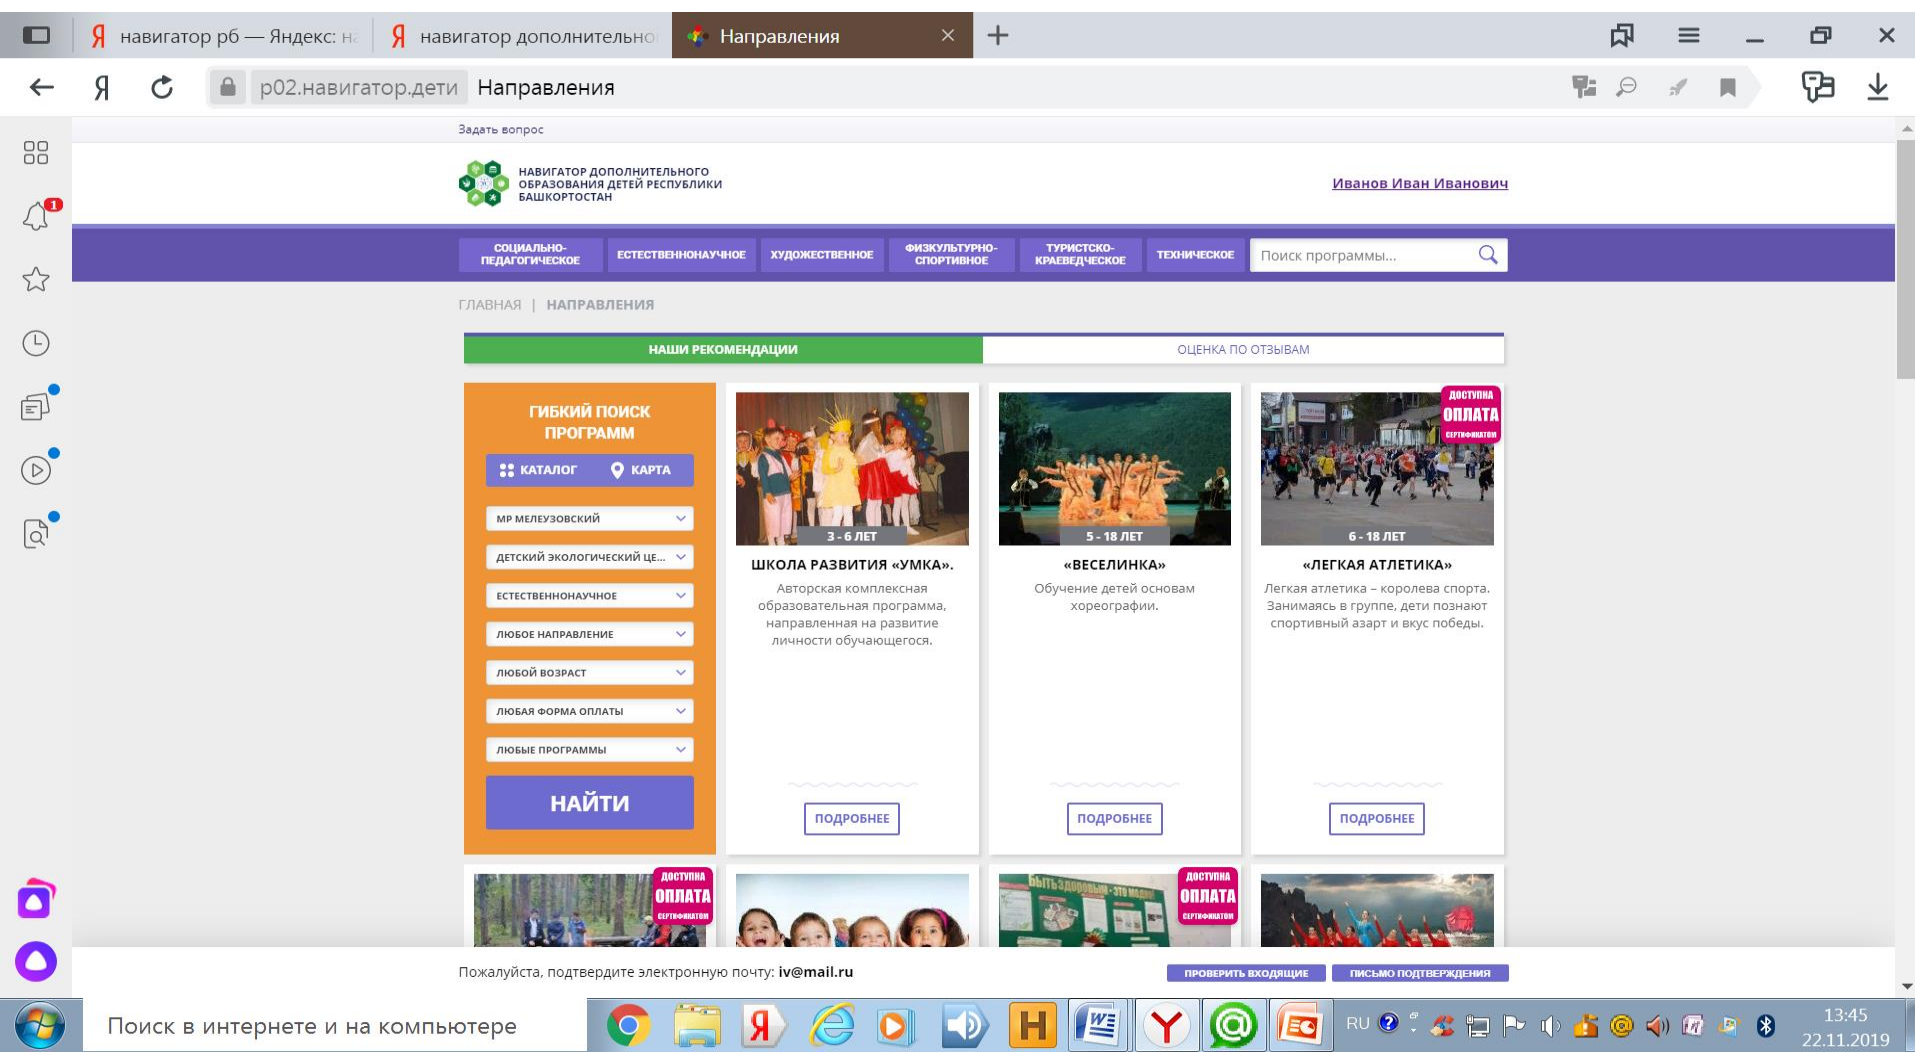 навигатор рб — Яндекс: на
навигатор дополнительно
Направления
р02.навигатор.дети Направления
1
Задать вопрос
НАВИГАТОР ДОПОЛНИТЕЛЬНОГО
ОБРАЗОВАНИЯ ДЕТЕЙ РЕСПУБЛИКИ
БАШКОРТОСТАН
Иванов Иван Иванович
СОЦИАЛЬНО-
ПЕДАГОГИЧЕСКОЕ
ЕСТЕСТВЕННОНАУЧНОЕ
ХУДОЖЕСТВЕННОЕ
ФИЗКУЛЬТУРНО-
СПОРТИВНОЕ
ТУРИСТСКО-
КРАЕВЕДЧЕСКОЕ
ТЕХНИЧЕСКОЕ
Поиск программы...
ГЛАВНАЯ | НАПРАВЛЕНИЯ
НАШИ РЕКОМЕНДАЦИИ
ОЦЕНКА ПО ОТЗЫВАМ
ГИБКИЙ ПОИСК
ПРОГРАММ
КАТАЛОГ КАРТА
МР МЕЛЕУЗОВСКИЙ
ДЕТСКИЙ ЭКОЛОГИЧЕСКИЙ ЦЕ...
ЕСТЕСТВЕННОНАУЧНОЕ
ЛЮБОЕ НАПРАВЛЕНИЕ
ЛЮБОЙ ВОЗРАСТ
ЛЮБАЯ ФОРМА ОПЛАТЫ
ЛЮБЫЕ ПРОГРАММЫ
НАЙТИ
3 - 6 ЛЕТ
ШКОЛА РАЗВИТИЯ «УМКА».
Авторская комплексная
образовательная программа,
направленная на развитие
личности обучающегося.
ПОДРОБНЕЕ
5 - 18 ЛЕТ
«ВЕСЕЛИНКА»
Обучение детей основам
хореографии.
ПОДРОБНЕЕ
ДОСТУПНА
ОПЛАТА
СЕРТИФИКАТОМ
6 - 18 ЛЕТ
«ЛЕГКАЯ АТЛЕТИКА»
Легкая атлетика – королева спорта.
Занимаясь в группе, дети познают
спортивный азарт и вкус победы.
ПОДРОБНЕЕ
ДОСТУПНА
ОПЛАТА
СЕРТИФИКАТОМ
БЫТЬ ЗДОРОВЫМ - ЭТО МОДНО!
ДОСТУПНА
ОПЛАТА
СЕРТИФИКАТОМ
Пожалуйста, подтвердите электронную почту: iv@mail.ru
ПРОВЕРИТЬ ВХОДЯЩИЕ
ПИСЬМО ПОДТВЕРЖДЕНИЯ
Поиск в интернете и на компьютере
RU
13:45
22.11.2019